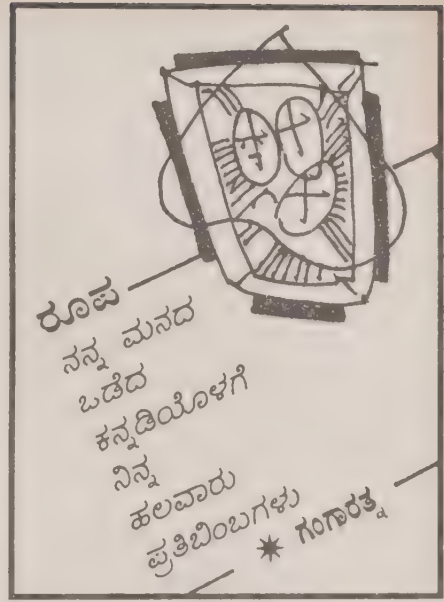 ರೂಪ
ನನ್ನ ಮನದ
ಒಡೆದ
ಕನ್ನಡಿಯೊಳಗೆ
ನಿನ್ನ
ಹಲವಾರು
ಪ್ರತಿಬಿಂಬಗಳು
* ಗಂಗಾರತ್ನ